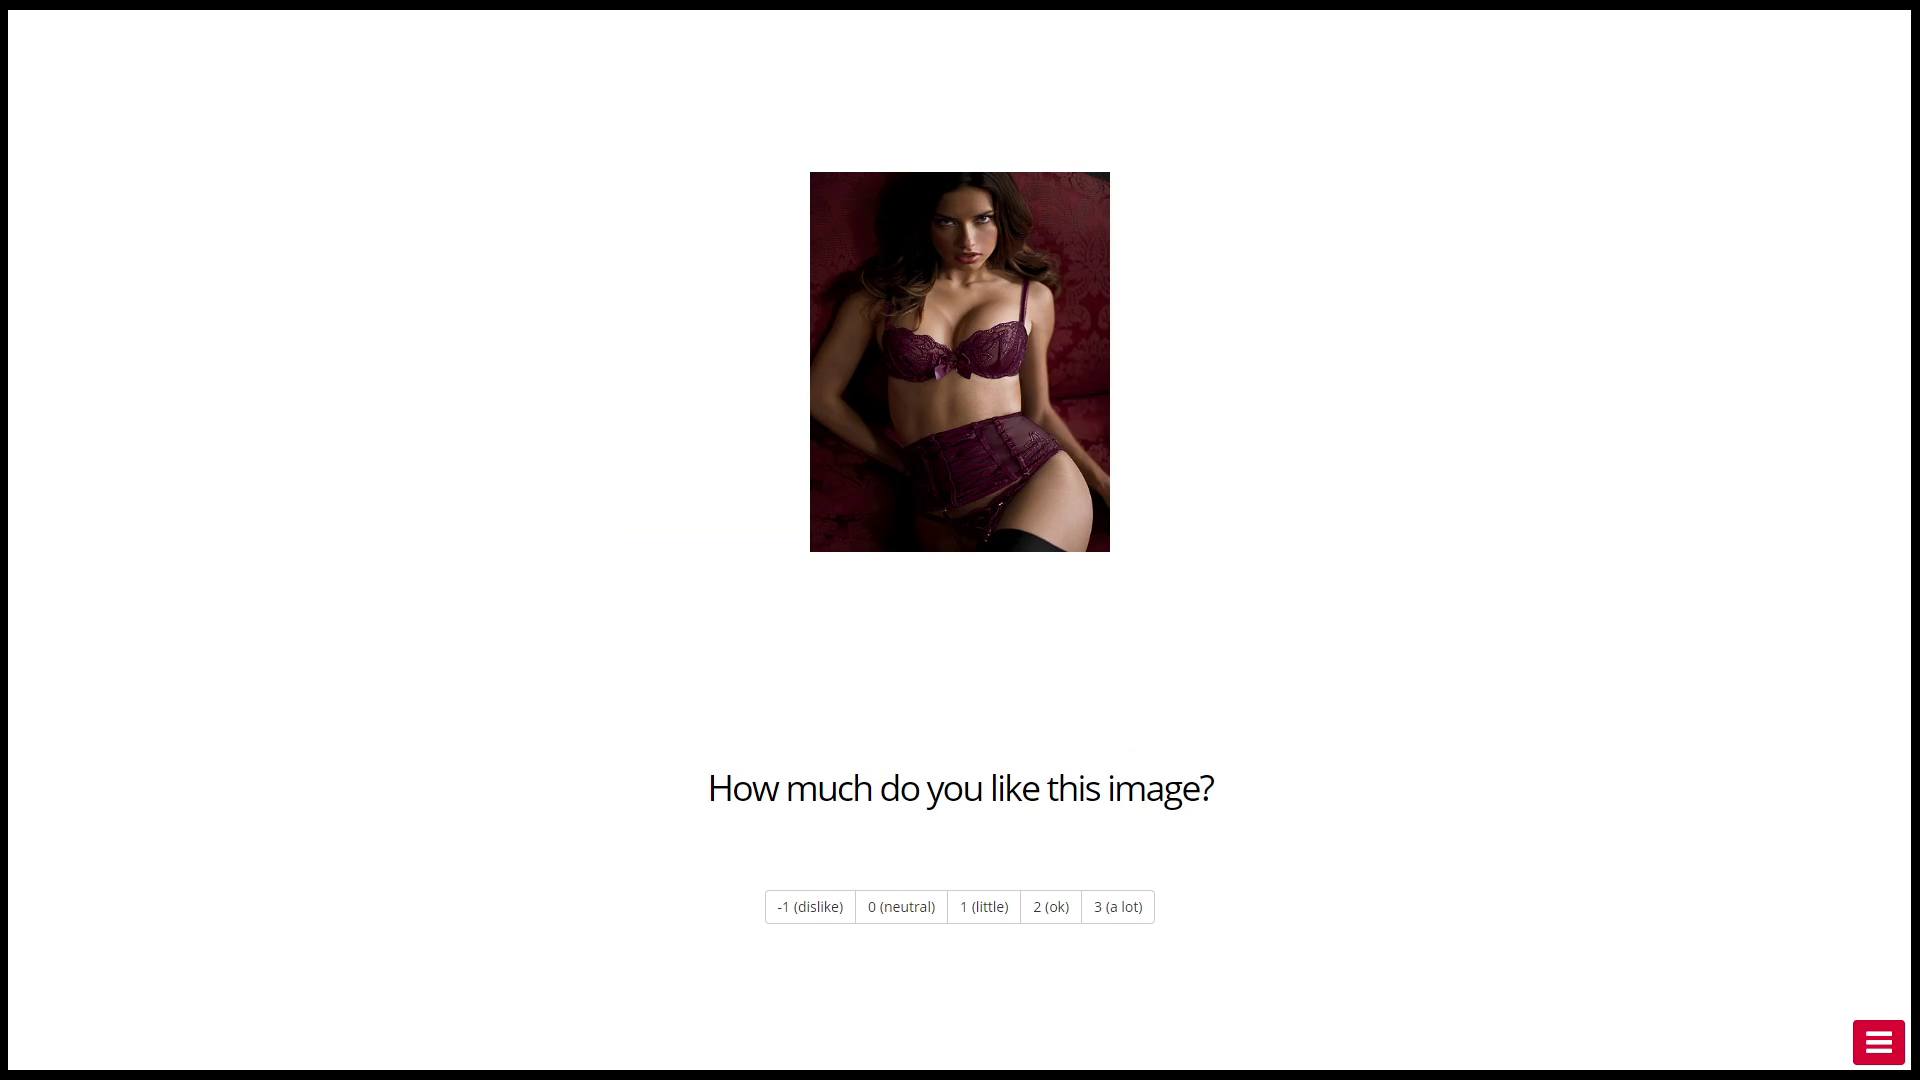 How much do you like this image?
-1 (dislike) 0 (neutral) 1 (little) 2 (ok) 3 (a lot)